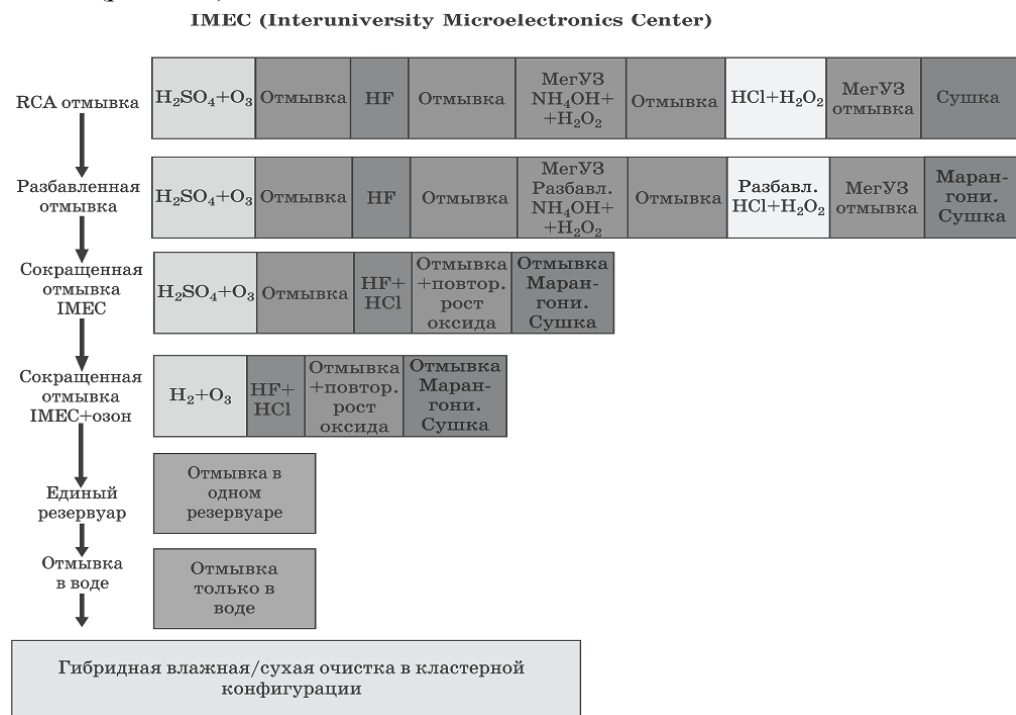 IMEC (Interuniversity Microelectronics Center)
RCA отмывка
H₂SO₄+O₃
Отмывка
HF
Отмывка
МегУЗ
NH₄OH+
+H₂O₂
Отмывка
HCl+H₂O₂
МегУЗ
отмывка
Сушка
Разбавленная
отмывка
H₂SO₄+O₃
Отмывка
HF
Отмывка
МегУЗ
Разбавл.
NH₄OH+
+H₂O₂
Отмывка
Разбавл.
HCl+H₂O₂
МегУЗ
отмывка
Маран-
гони.
Сушка
Сокращенная
отмывка
IMEC
H₂SO₄+O₃
Отмывка
HF+
HCl
Отмывка
+повтор.
рост
оксида
Отмывка
Маран-
гони.
Сушка
Сокращенная
отмывка
IMEC+озон
H₂+O₃
HF+
HCl
Отмывка
+повтор.
рост
оксида
Отмывка
Маран-
гони.
Сушка
Единый
резервуар
Отмывка в
одном
резервуаре
Отмывка
в воде
Отмывка
только в
воде
Гибридная влажная/сухая очистка в кластерной
конфигурации